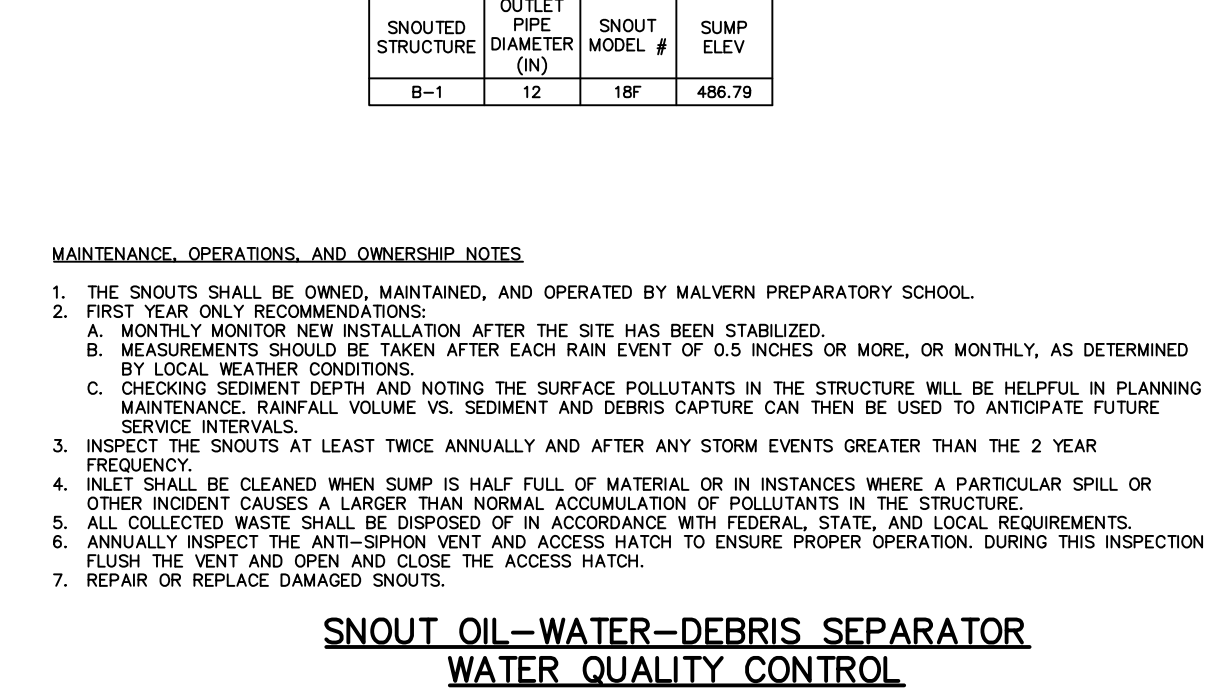 OUTLET
PIPE
DIAMETER
(IN)
SNOUTED
STRUCTURE
SNOUT
MODEL #
SUMP
ELEV
B-1 12 18F 486.79
MAINTENANCE, OPERATIONS, AND OWNERSHIP NOTES
1. THE SNOUTS SHALL BE OWNED, MAINTAINED, AND OPERATED BY MALVERN PREPARATORY SCHOOL.
2. FIRST YEAR ONLY RECOMMENDATIONS:
A. MONTHLY MONITOR NEW INSTALLATION AFTER THE SITE HAS BEEN STABILIZED.
B. MEASUREMENTS SHOULD BE TAKEN AFTER EACH RAIN EVENT OF 0.5 INCHES OR MORE, OR MONTHLY, AS DETERMINED
BY LOCAL WEATHER CONDITIONS.
C. CHECKING SEDIMENT DEPTH AND NOTING THE SURFACE POLLUTANTS IN THE STRUCTURE WILL BE HELPFUL IN PLANNING
MAINTENANCE. RAINFALL VOLUME VS. SEDIMENT AND DEBRIS CAPTURE CAN THEN BE USED TO ANTICIPATE FUTURE
SERVICE INTERVALS.
3. INSPECT THE SNOUTS AT LEAST TWICE ANNUALLY AND AFTER ANY STORM EVENTS GREATER THAN THE 2 YEAR
FREQUENCY.
4. INLET SHALL BE CLEANED WHEN SUMP IS HALF FULL OF MATERIAL OR IN INSTANCES WHERE A PARTICULAR SPILL OR
OTHER INCIDENT CAUSES A LARGER THAN NORMAL ACCUMULATION OF POLLUTANTS IN THE STRUCTURE.
5. ALL COLLECTED WASTE SHALL BE DISPOSED OF IN ACCORDANCE WITH FEDERAL, STATE, AND LOCAL REQUIREMENTS.
6. ANNUALLY INSPECT THE ANTI-SIPHON VENT AND ACCESS HATCH TO ENSURE PROPER OPERATION. DURING THIS INSPECTION
FLUSH THE VENT AND OPEN AND CLOSE THE ACCESS HATCH.
7. REPAIR OR REPLACE DAMAGED SNOUTS.
SNOUT OIL-WATER-DEBRIS SEPARATOR
WATER QUALITY CONTROL